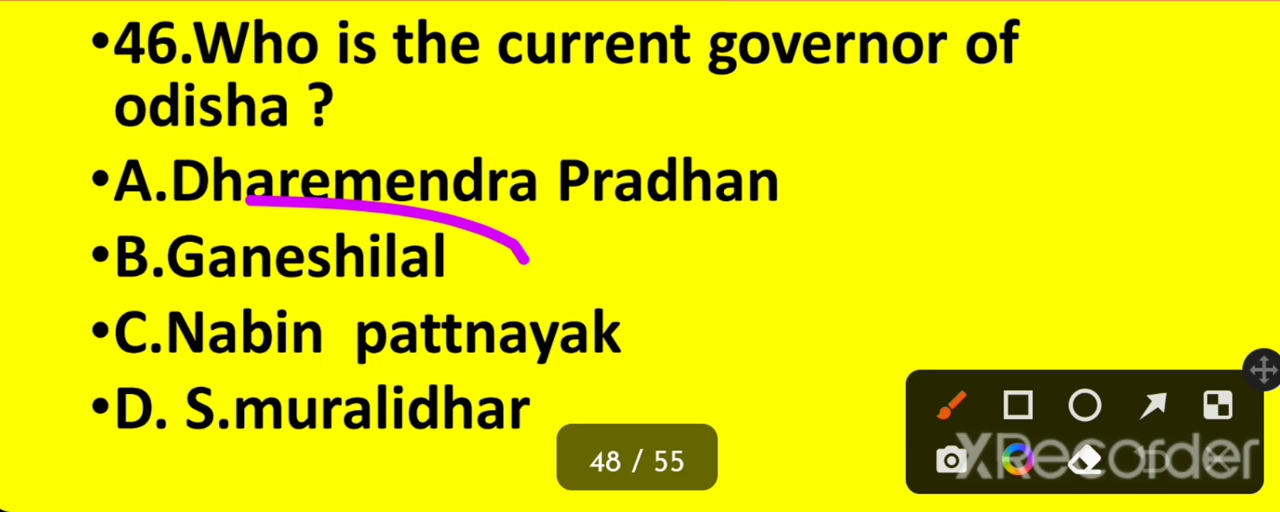 •46.Who is the current governor of
odisha ?
•A.Dharemendra Pradhan
•B.Ganeshilal
•C.Nabin pattnayak
•D. S.muralidhar
48 / 55
XRecorder